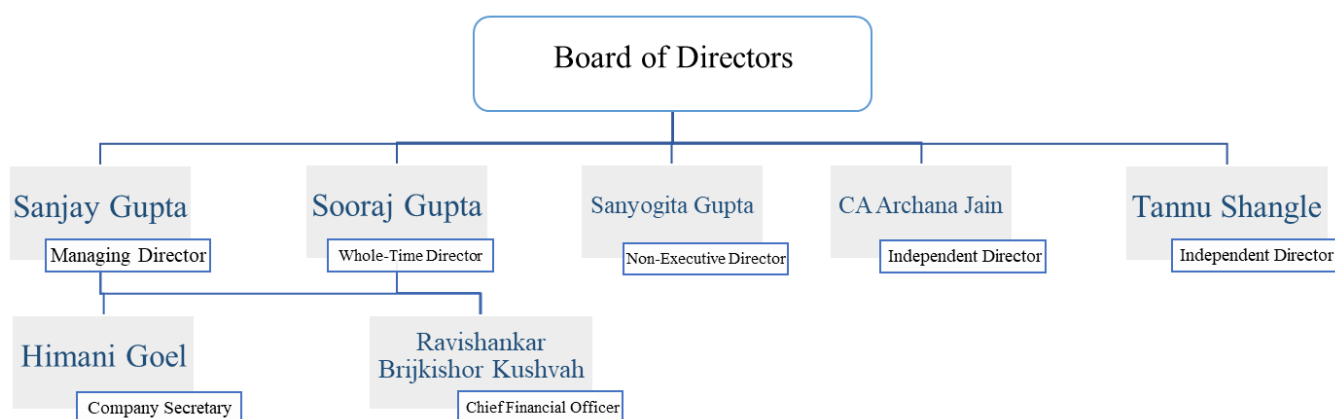 Board of Directors
Sanjay Gupta
Managing Director
Sooraj Gupta
Whole-Time Director
Sanyogita Gupta
Non-Executive Director
CA Archana Jain
Independent Director
Tannu Shangle
Independent Director
Himani Goel
Company Secretary
Ravishankar
Brijkishor Kushvah
Chief Financial Officer